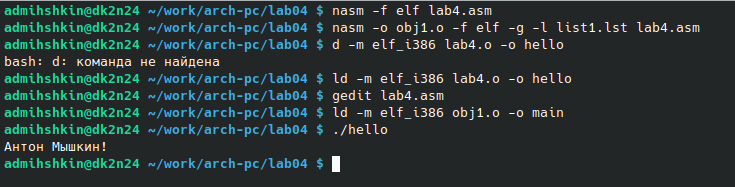 admihshkin@dk2n24 ~/work/arch-pc/lab04 $ nasm -f elf lab4.asm
admihshkin@dk2n24 ~/work/arch-pc/lab04 $ nasm -o obj1.o -f elf -g -l list1.lst lab4.asm
admihshkin@dk2n24 ~/work/arch-pc/lab04 $ d -m elf_i386 lab4.o -o hello
bash: d: команда не найдена
admihshkin@dk2n24 ~/work/arch-pc/lab04 $ ld -m elf_i386 lab4.o -o hello
admihshkin@dk2n24 ~/work/arch-pc/lab04 $ gedit lab4.asm
admihshkin@dk2n24 ~/work/arch-pc/lab04 $ ld -m elf_i386 obj1.o -o main
admihshkin@dk2n24 ~/work/arch-pc/lab04 $ ./hello
Антон Мышкин!
admihshkin@dk2n24 ~/work/arch-pc/lab04 $